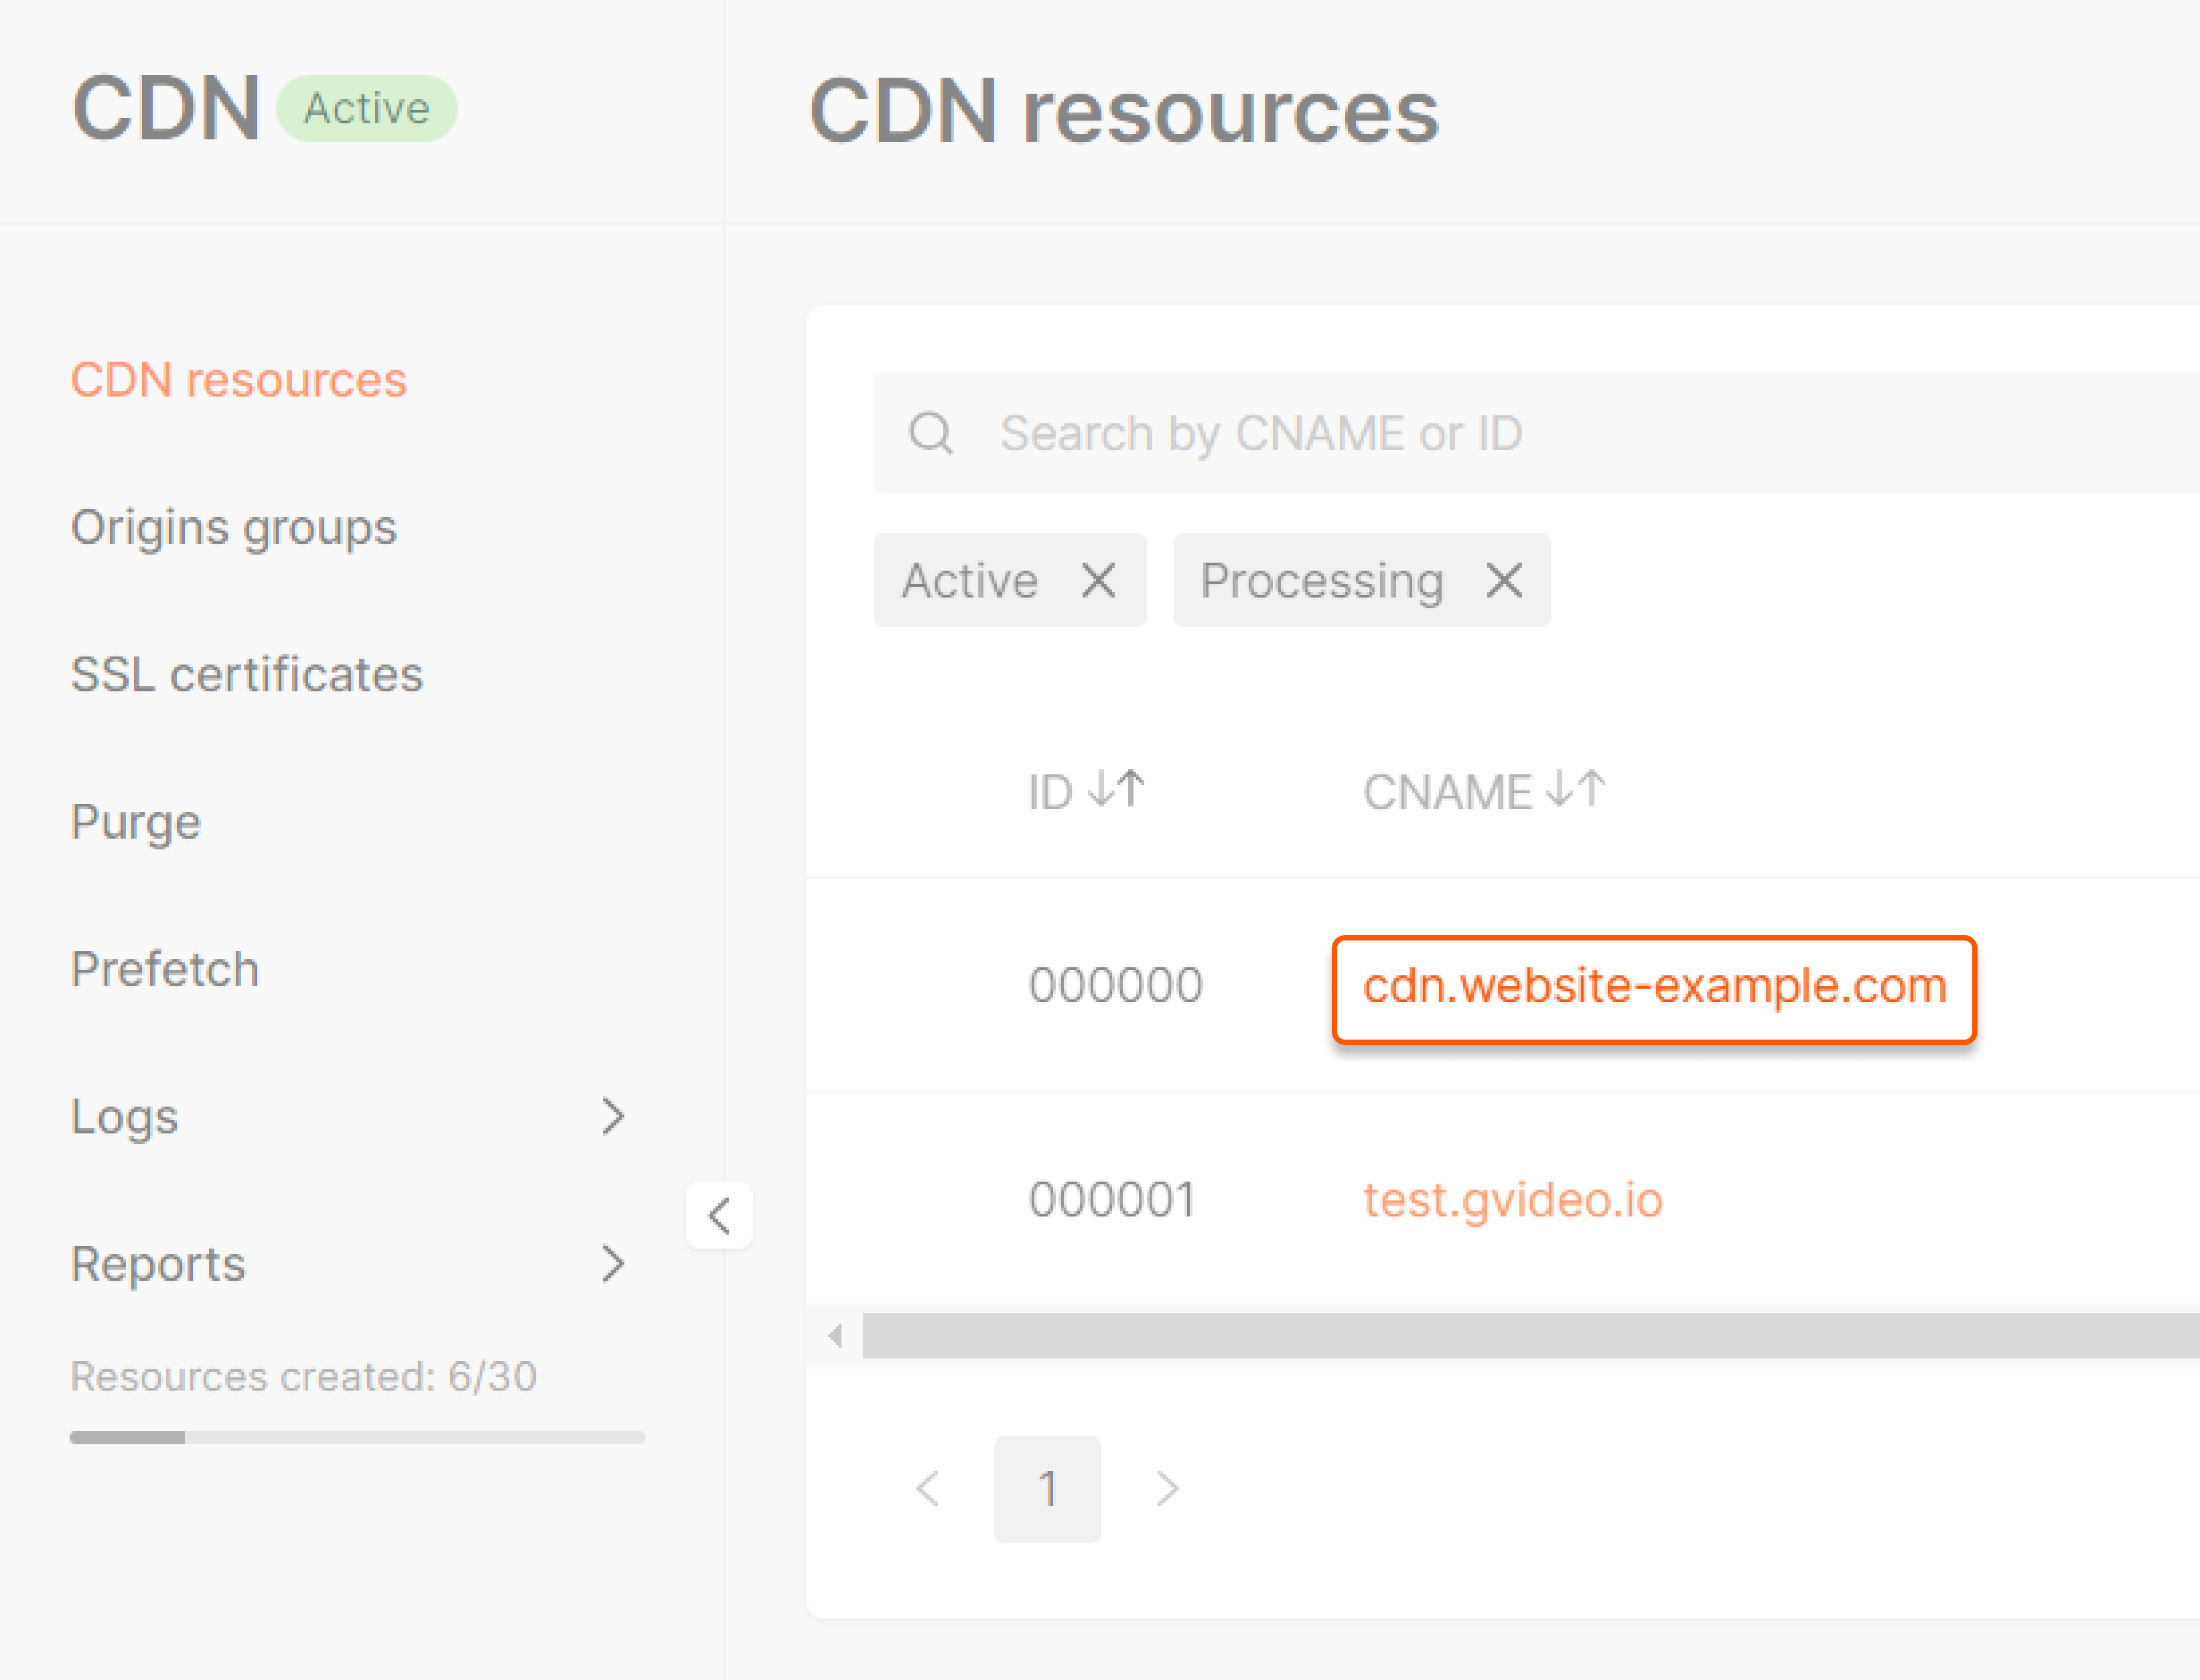 CDN Active
CDN resources
CDN resources
Origins groups
SSL certificates
Purge
Prefetch
Logs
Reports
Resources created: 6/30
Search by CNAME or ID
Active
Processing
ID CNAME
000000 cdn.website-example.com
000001 test.gvideo.io
1